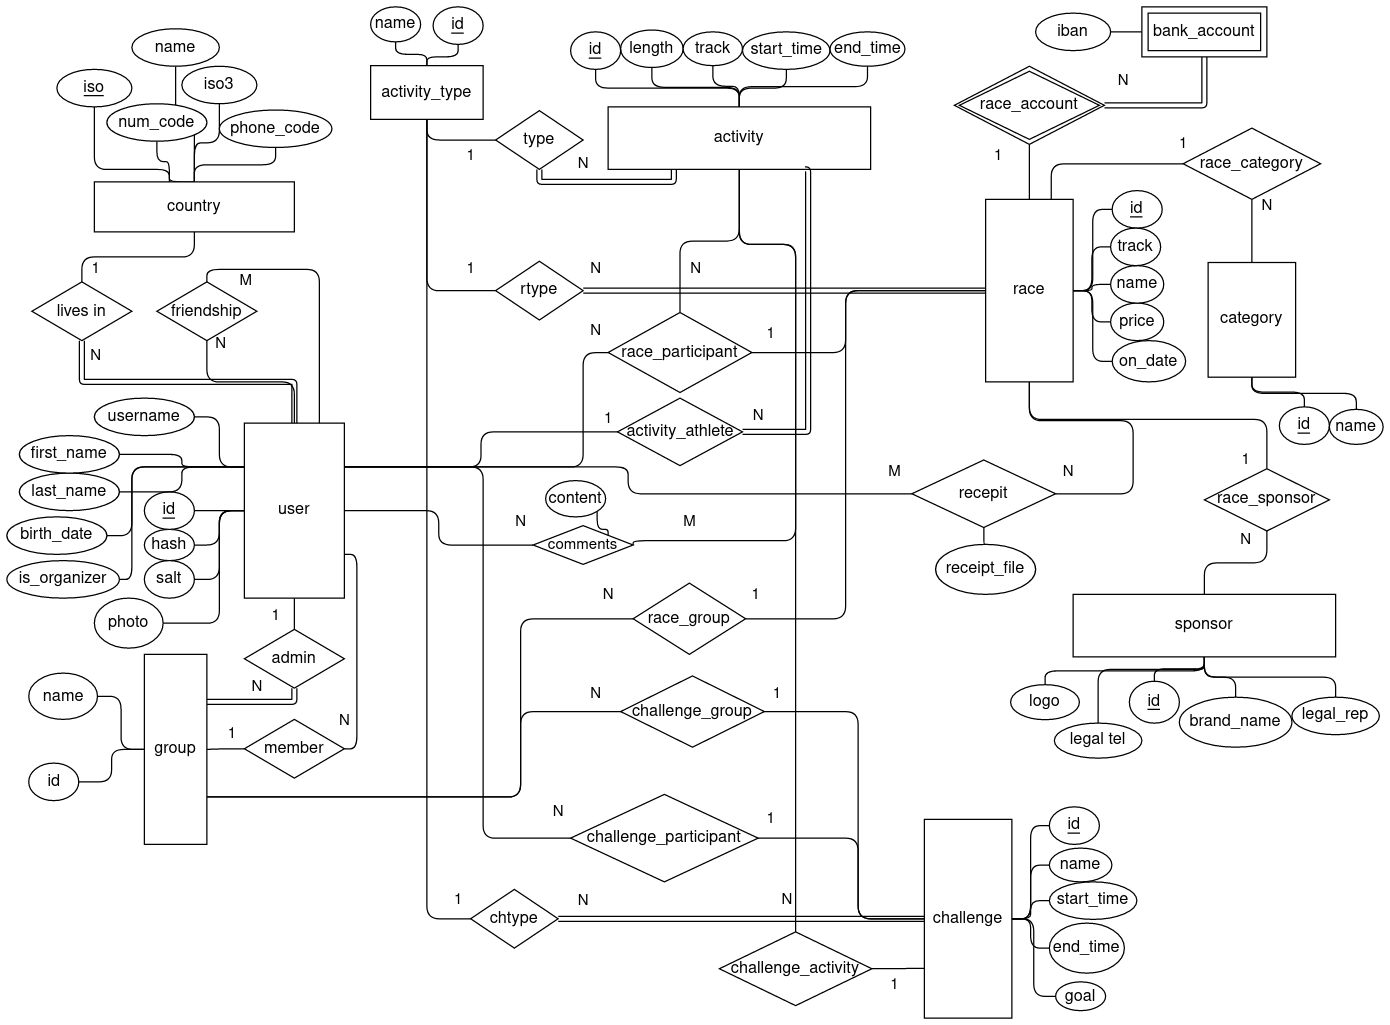 name
id
iban
bank_account
name
id
length
track
start_time
end_time
iso
iso3
activity_type
N
race_account
num_code
phone_code
type
activity
1
N
1
1
race_category
country
id
N
track
1
M
1
N
N
name
lives in
friendship
rtype
race
price
category
N
N
N
race_participant
1
on_date
username
1
activity_athlete
N
id
name
first_name
last_name
id
user
content
M
recepit
N
1
race_sponsor
birth_date
hash
N
comments
M
N
is_organizer
salt
receipt_file
photo
1
N
race_group
1
sponsor
admin
N
name
N
challenge_group
1
logo
id
legal_rep
group
1
member
N
legal tel
brand_name
id
N
challenge_participant
1
id
name
1
N
N
start_time
chtype
challenge
end_time
challenge_activity
1
goal